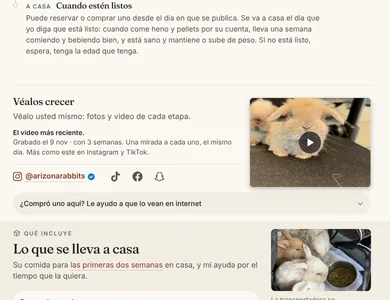 A CASA Cuando estén listos
Puede reservar o comprar uno desde el día en que se publica. Se va a casa el día que
yo diga que está listo: cuando come heno y pellets por su cuenta, lleva una semana
comiendo y bebiendo bien, y está sano y mantiene o sube de peso. Si no está listo,
espera, tenga la edad que tenga.
Véalos crecer
Véalo usted mismo: fotos y video de cada etapa.
El video más reciente.
Grabado el 9 nov · con 3 semanas. Una mirada a cada uno, el mismo
día. Más como este en Instagram y TikTok.
@arizonarabbits
¿Compró uno aquí? Le ayudo a que lo vean en internet
QUÉ INCLUYE
Lo que se lleva a casa
Su comida para las primeras dos semanas en casa, y mi ayuda por el
tiempo que la quiera.